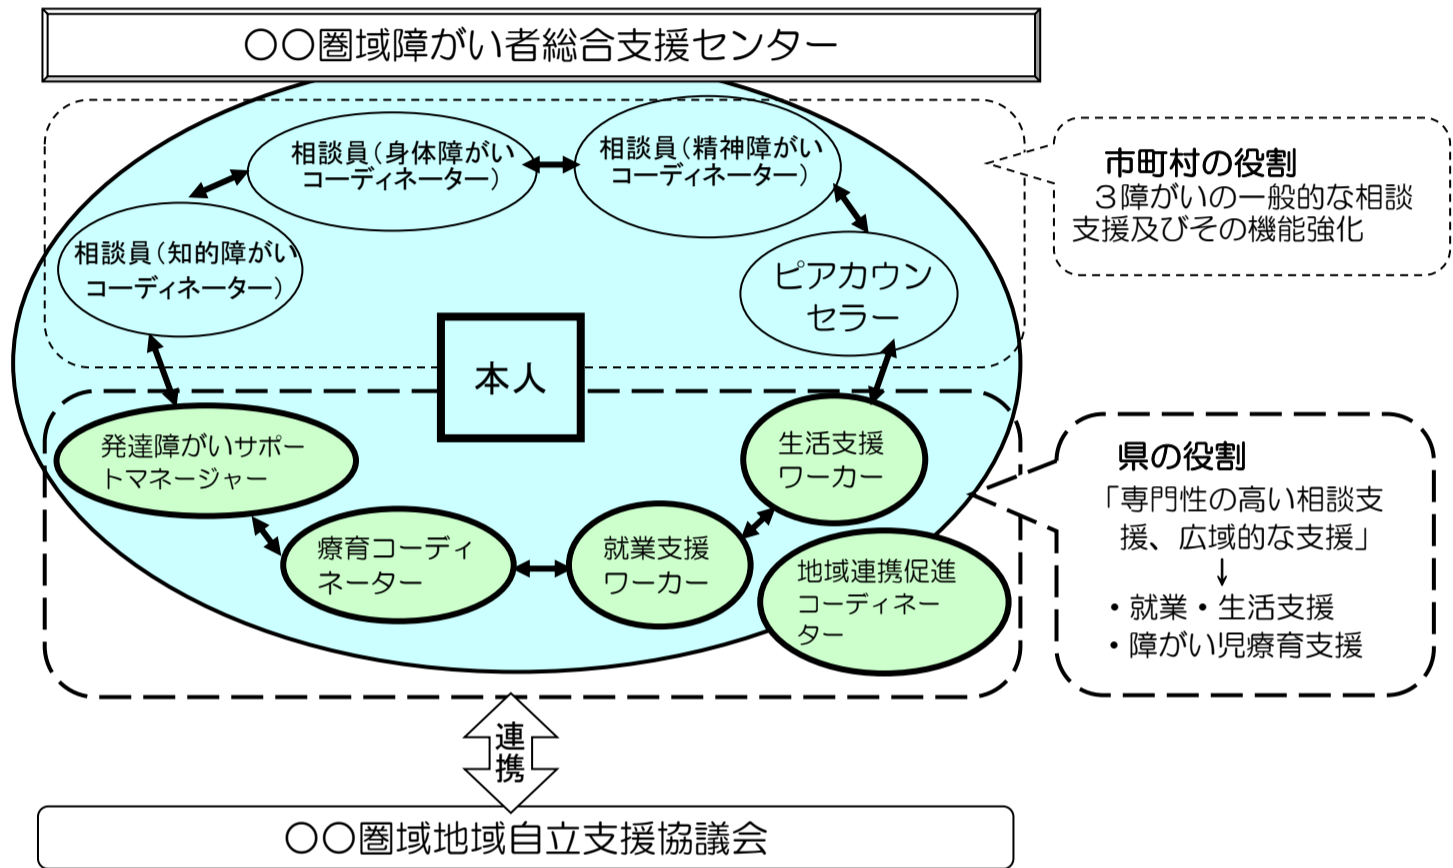 〇〇圏域障がい者総合支援センター
相談員(身体障がい
コーディネーター)
相談員(精神障がい
コーディネーター)
相談員(知的障がい
コーディネーター)
ピアカウン
セラー
市町村の役割
3障がいの一般的な相談
支援及びその機能強化
本人
発達障がいサポー
トマネージャー
生活支援
ワーカー
療育コーディ
ネーター
就業支援
ワーカー
地域連携促進
コーディネー
ター
県の役割
「専門性の高い相談支
援、広域的な支援」
↓
・就業・生活支援
・障がい児療育支援
連
携
〇〇圏域地域自立支援協議会